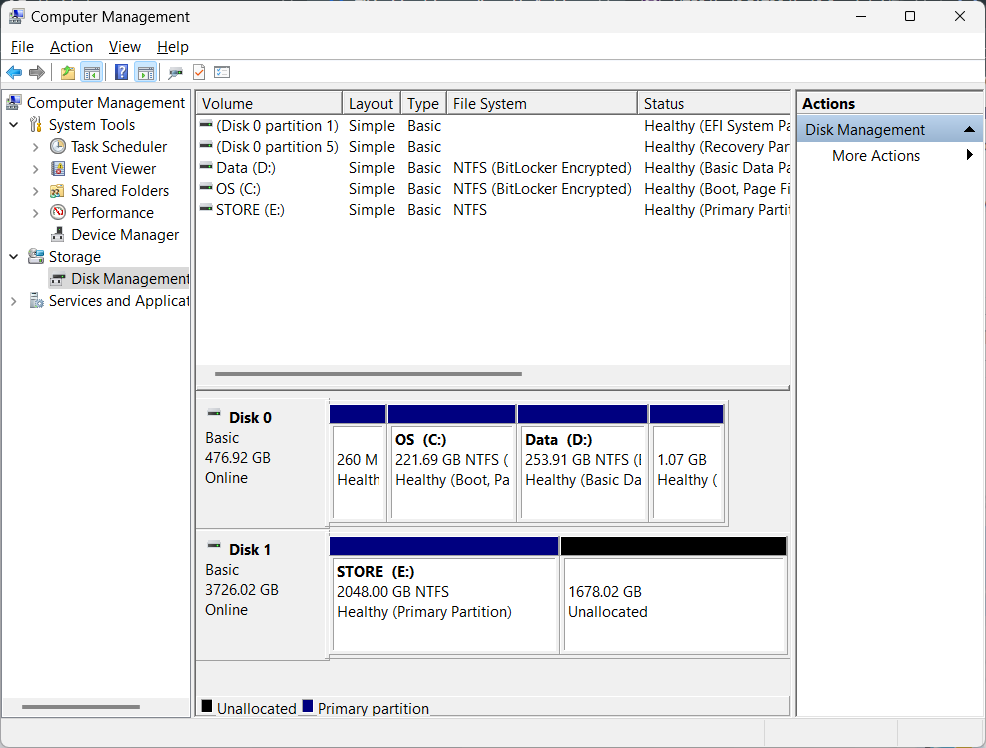 Computer Management
File Action View Help
Computer Management
System Tools
Task Scheduler
Event Viewer
Shared Folders
Performance
Device Manager
Storage
Disk Management
Services and Applicat
Volume Layout Type File System Status
(Disk 0 partition 1) Simple Basic Healthy (EFI System Pa
(Disk 0 partition 5) Simple Basic Healthy (Recovery Par
Data (D:) Simple Basic NTFS (BitLocker Encrypted) Healthy (Basic Data Pa
OS (C:) Simple Basic NTFS (BitLocker Encrypted) Healthy (Boot, Page Fi
STORE (E:) Simple Basic NTFS Healthy (Primary Partit
Disk 0
Basic
476.92 GB
Online
260 M
Health
OS (C:)
221.69 GB NTFS (
Healthy (Boot, Pa
Data (D:)
253.91 GB NTFS (I
Healthy (Basic Da
1.07 GB
Healthy (
Disk 1
Basic
3726.02 GB
Online
STORE (E:)
2048.00 GB NTFS
Healthy (Primary Partition)
1678.02 GB
Unallocated
Unallocated Primary partition
Actions
Disk Management
More Actions